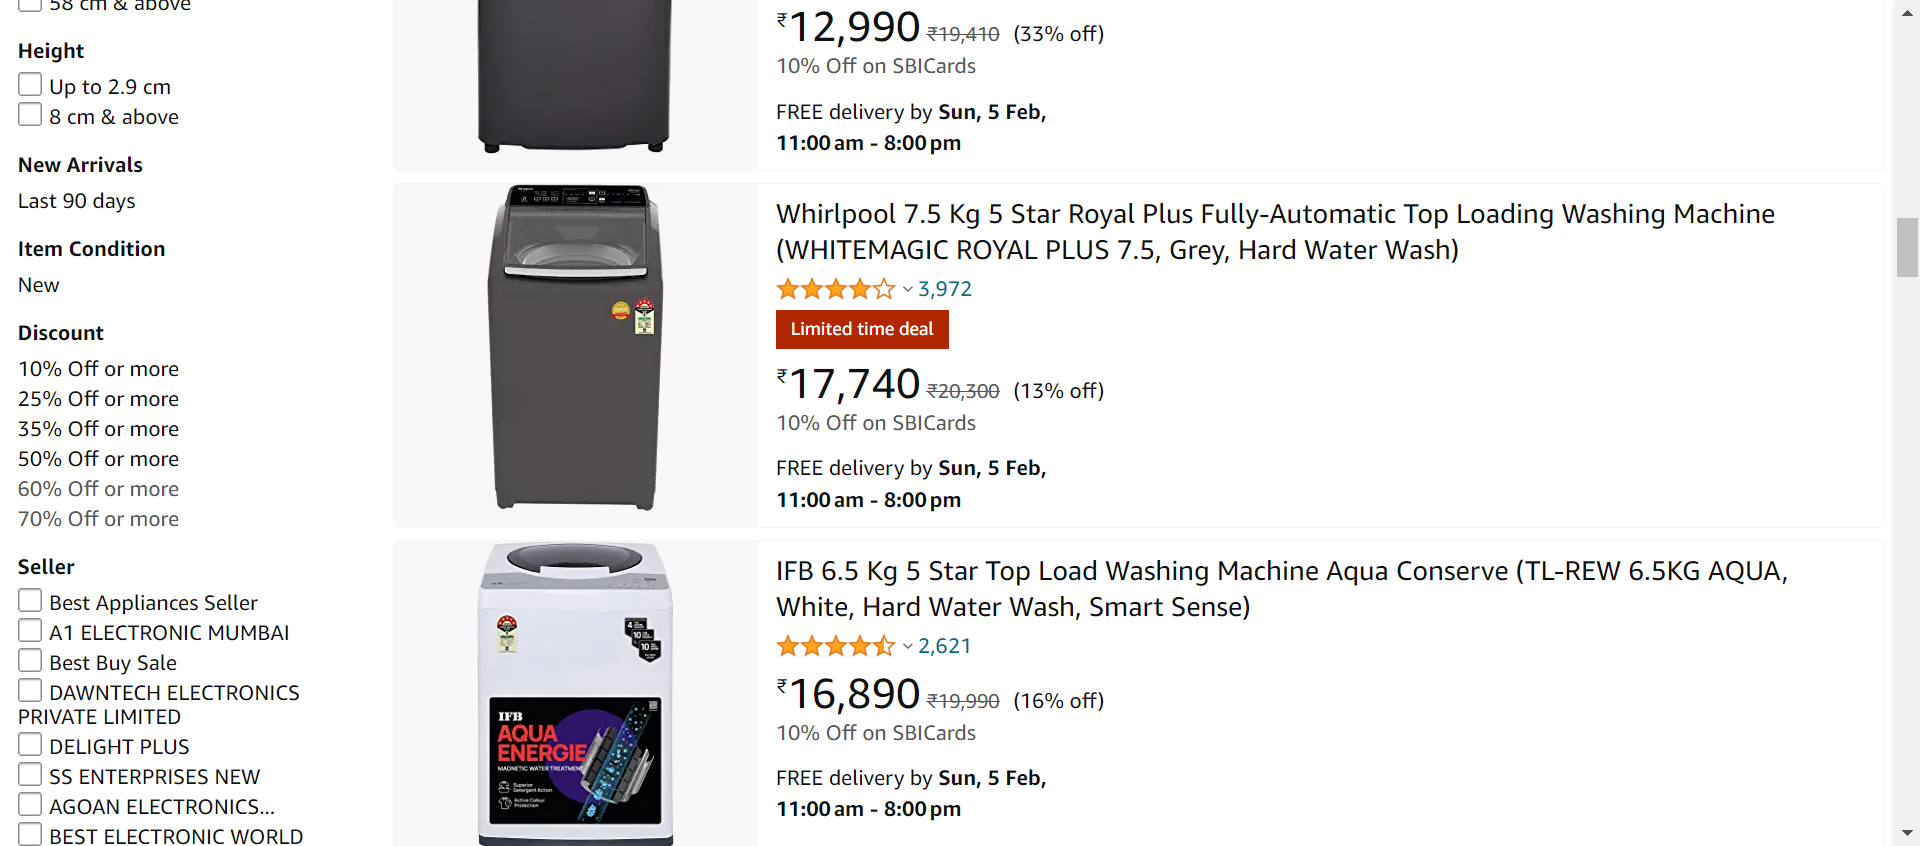 58 cm & above
Height
Up to 2.9 cm
8 cm & above
New Arrivals
Last 90 days
Item Condition
New
Discount
10% Off or more
25% Off or more
35% Off or more
50% Off or more
60% Off or more
70% Off or more
Seller
Best Appliances Seller
A1 ELECTRONIC MUMBAI
Best Buy Sale
DAWNTECH ELECTRONICS
PRIVATE LIMITED
DELIGHT PLUS
SS ENTERPRISES NEW
AGOAN ELECTRONICS...
BEST ELECTRONIC WORLD
₹12,990 ₹19,410 (33% off)
10% Off on SBICards
FREE delivery by Sun, 5 Feb,
11:00 am - 8:00 pm
Whirlpool 7.5 Kg 5 Star Royal Plus Fully-Automatic Top Loading Washing Machine
(WHITEMAGIC ROYAL PLUS 7.5, Grey, Hard Water Wash)
3,972
Limited time deal
₹17,740 ₹20,300 (13% off)
10% Off on SBICards
FREE delivery by Sun, 5 Feb,
11:00 am - 8:00 pm
IFB
AQUA
ENERGIE
MAGNETIC WATER TREATMENT
Superior
Detergent Action
Active Colour
Protection
IFB 6.5 Kg 5 Star Top Load Washing Machine Aqua Conserve (TL-REW 6.5KG AQUA,
White, Hard Water Wash, Smart Sense)
2,621
₹16,890 ₹19,990 (16% off)
10% Off on SBICards
FREE delivery by Sun, 5 Feb,
11:00 am - 8:00 pm